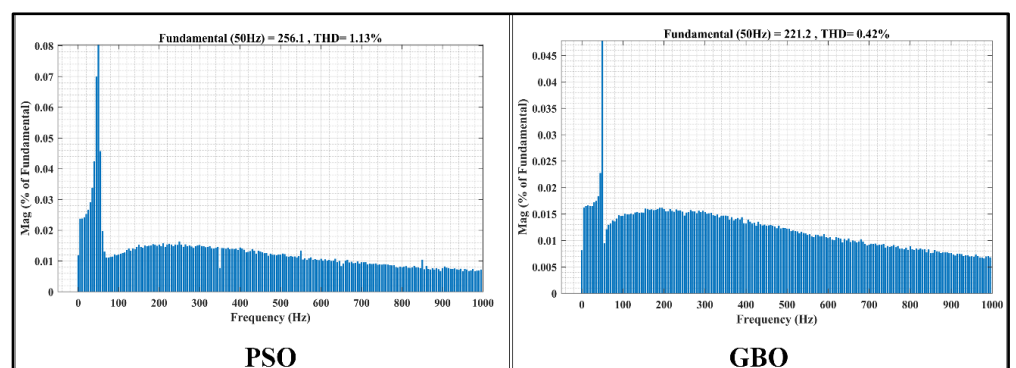 Fundamental (50Hz) = 256.1 , THD= 1.13%
Mag (% of Fundamental)
0.08
0.07
0.06
0.05
0.04
0.03
0.02
0.01
0
0 100 200 300 400 500 600 700 800 900 1000
Frequency (Hz)
PSO
Fundamental (50Hz) = 221.2 , THD= 0.42%
Mag (% of Fundamental)
0.045
0.04
0.035
0.03
0.025
0.02
0.015
0.01
0.005
0
0 100 200 300 400 500 600 700 800 900 1000
Frequency (Hz)
GBO